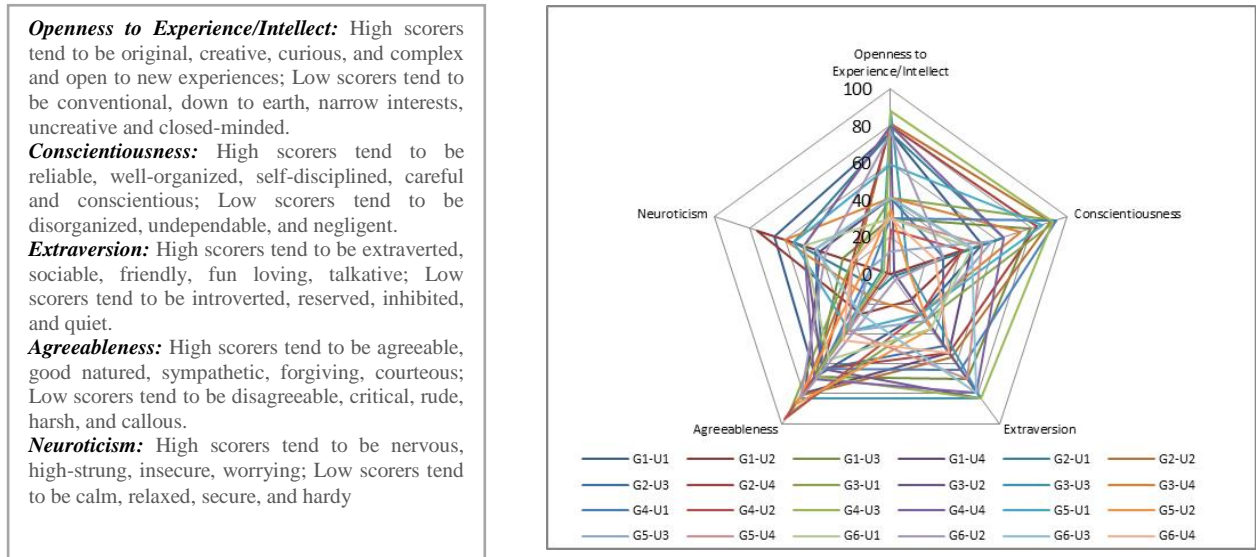 Openness to Experience/Intellect: High scorers
tend to be original, creative, curious, and complex
and open to new experiences; Low scorers tend to
be conventional, down to earth, narrow interests,
uncreative and closed-minded.
Conscientiousness: High scorers tend to be
reliable, well-organized, self-disciplined, careful
and conscientious; Low scorers tend to be
disorganized, undependable, and negligent.
Extraversion: High scorers tend to be extraverted,
sociable, friendly, fun loving, talkative; Low
scorers tend to be introverted, reserved, inhibited,
and quiet.
Agreeableness: High scorers tend to be agreeable,
good natured, sympathetic, forgiving, courteous;
Low scorers tend to be disagreeable, critical, rude,
harsh, and callous.
Neuroticism: High scorers tend to be nervous,
high-strung, insecure, worrying; Low scorers tend
to be calm, relaxed, secure, and hardy
Openness to
Experience/Intellect
100
80
60
40
20
0
Neuroticism
Conscientiousness
Agreeableness
Extraversion
G1-U1 G1-U2 G1-U3 G1-U4 G2-U1 G2-U2
G2-U3 G2-U4 G3-U1 G3-U2 G3-U3 G3-U4
G4-U1 G4-U2 G4-U3 G4-U4 G5-U1 G5-U2
G5-U3 G5-U4 G6-U1 G6-U2 G6-U3 G6-U4